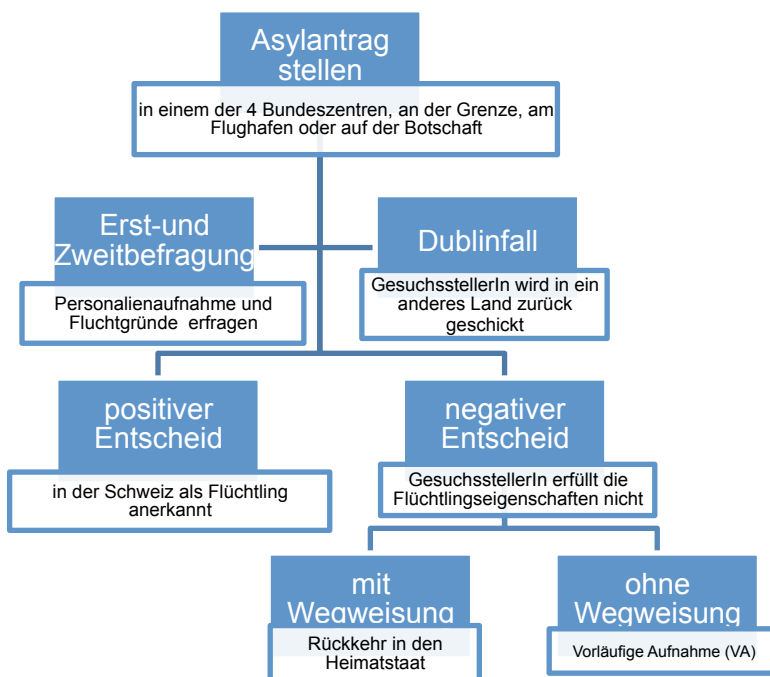 Asylantrag
stellen
in einem der 4 Bundeszentren, an der Grenze, am
Flughafen oder auf der Botschaft
Erst-und
Zweitbefragung
Personalienaufnahme und
Fluchtgründe erfragen
Dublinfall
GesuchsstellerIn wird in ein
anderes Land zurück
geschickt
positiver
Entscheid
in der Schweiz als Flüchtling
anerkannt
negativer
Entscheid
GesuchsstellerIn erfüllt die
Flüchtlingseigenschaften nicht
mit
Wegweisung
Rückkehr in den
Heimatstaat
ohne
Wegweisung
Vorläufige Aufnahme (VA)